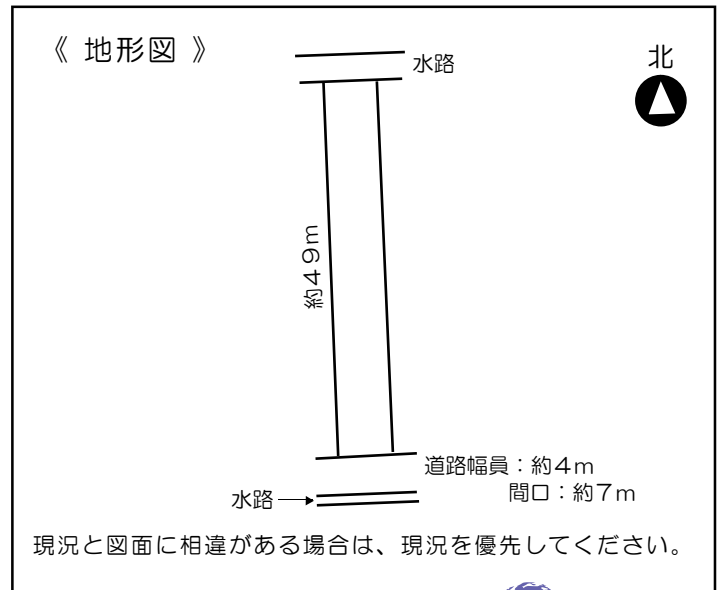 《 地形図 》
水路
北
約49m
道路幅員：約4m
間口：約7m
水路
現況と図面に相違がある場合は、現況を優先してください。